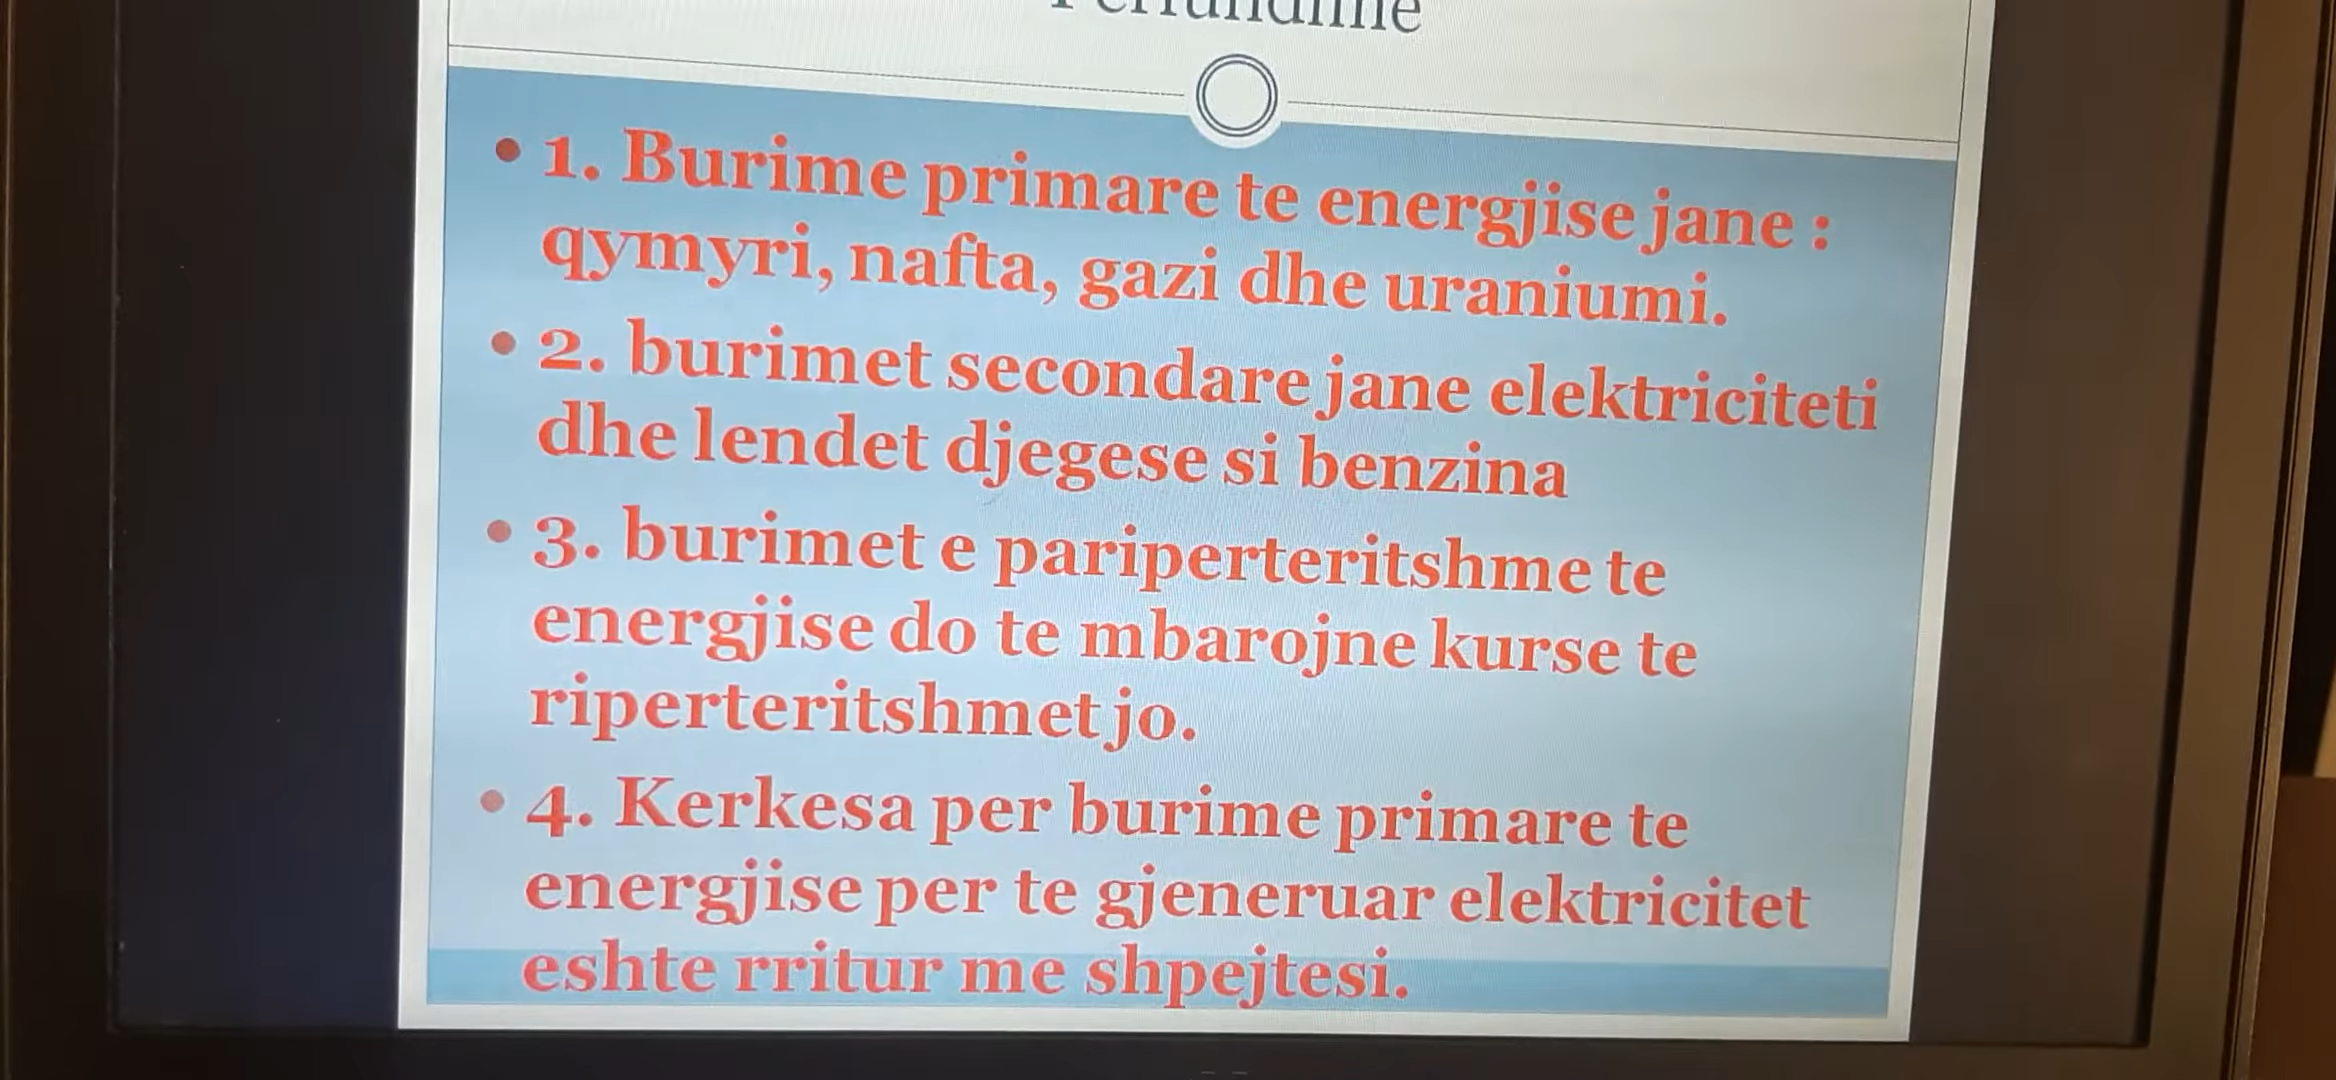 Perfundime
• 1. Burime primare te energjise jane :
qymyri, nafta, gazi dhe uraniumi.
• 2. burimet secondare jane elektriciteti
dhe lendet djegese si benzina
• 3. burimet e pariperteritshme te
energjise do te mbarojne kurse te
riperteritshmet jo.
• 4. Kerkesa per burime primare te
energjise per te gjeneruar elektricitet
eshte rritur me shpejtesi.